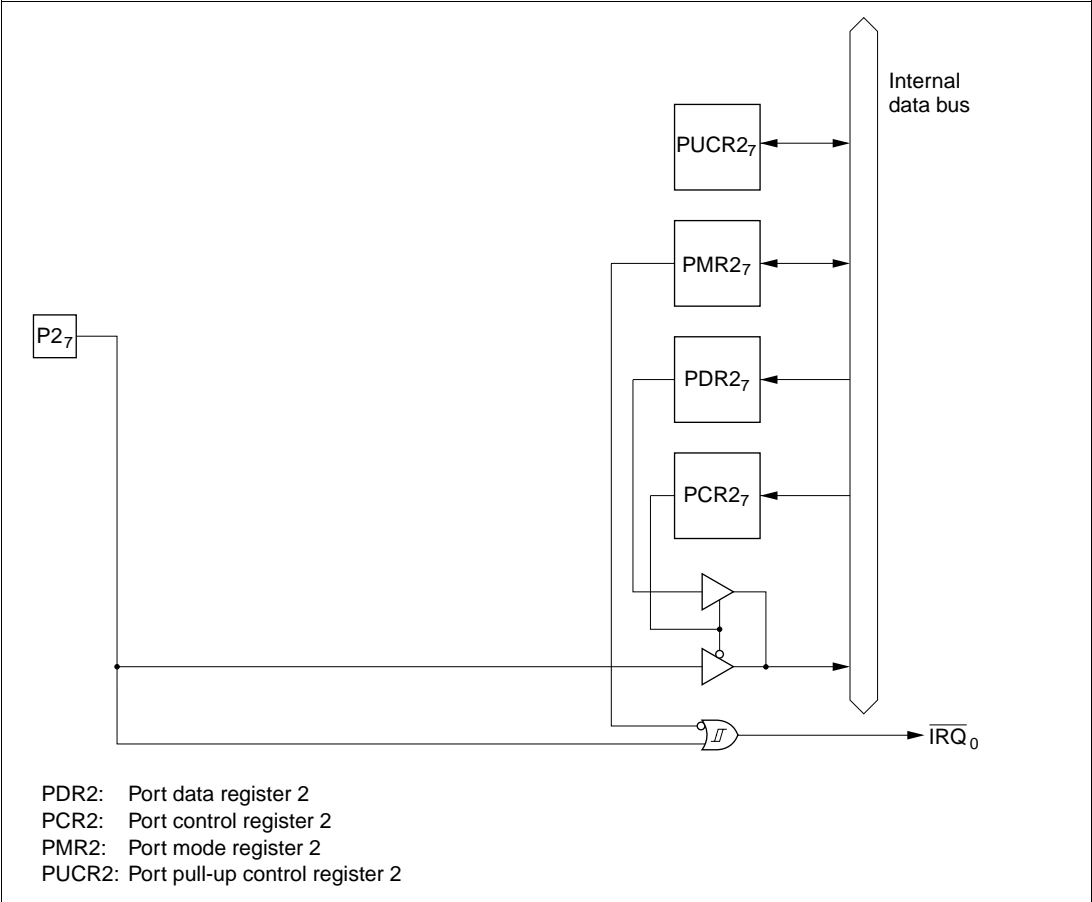 Internal
data bus
PUCR2₇
PMR2₇
P2₇
PDR2₇
PCR2₇
I̅R̅Q̅₀
PDR2: Port data register 2
PCR2: Port control register 2
PMR2: Port mode register 2
PUCR2: Port pull-up control register 2